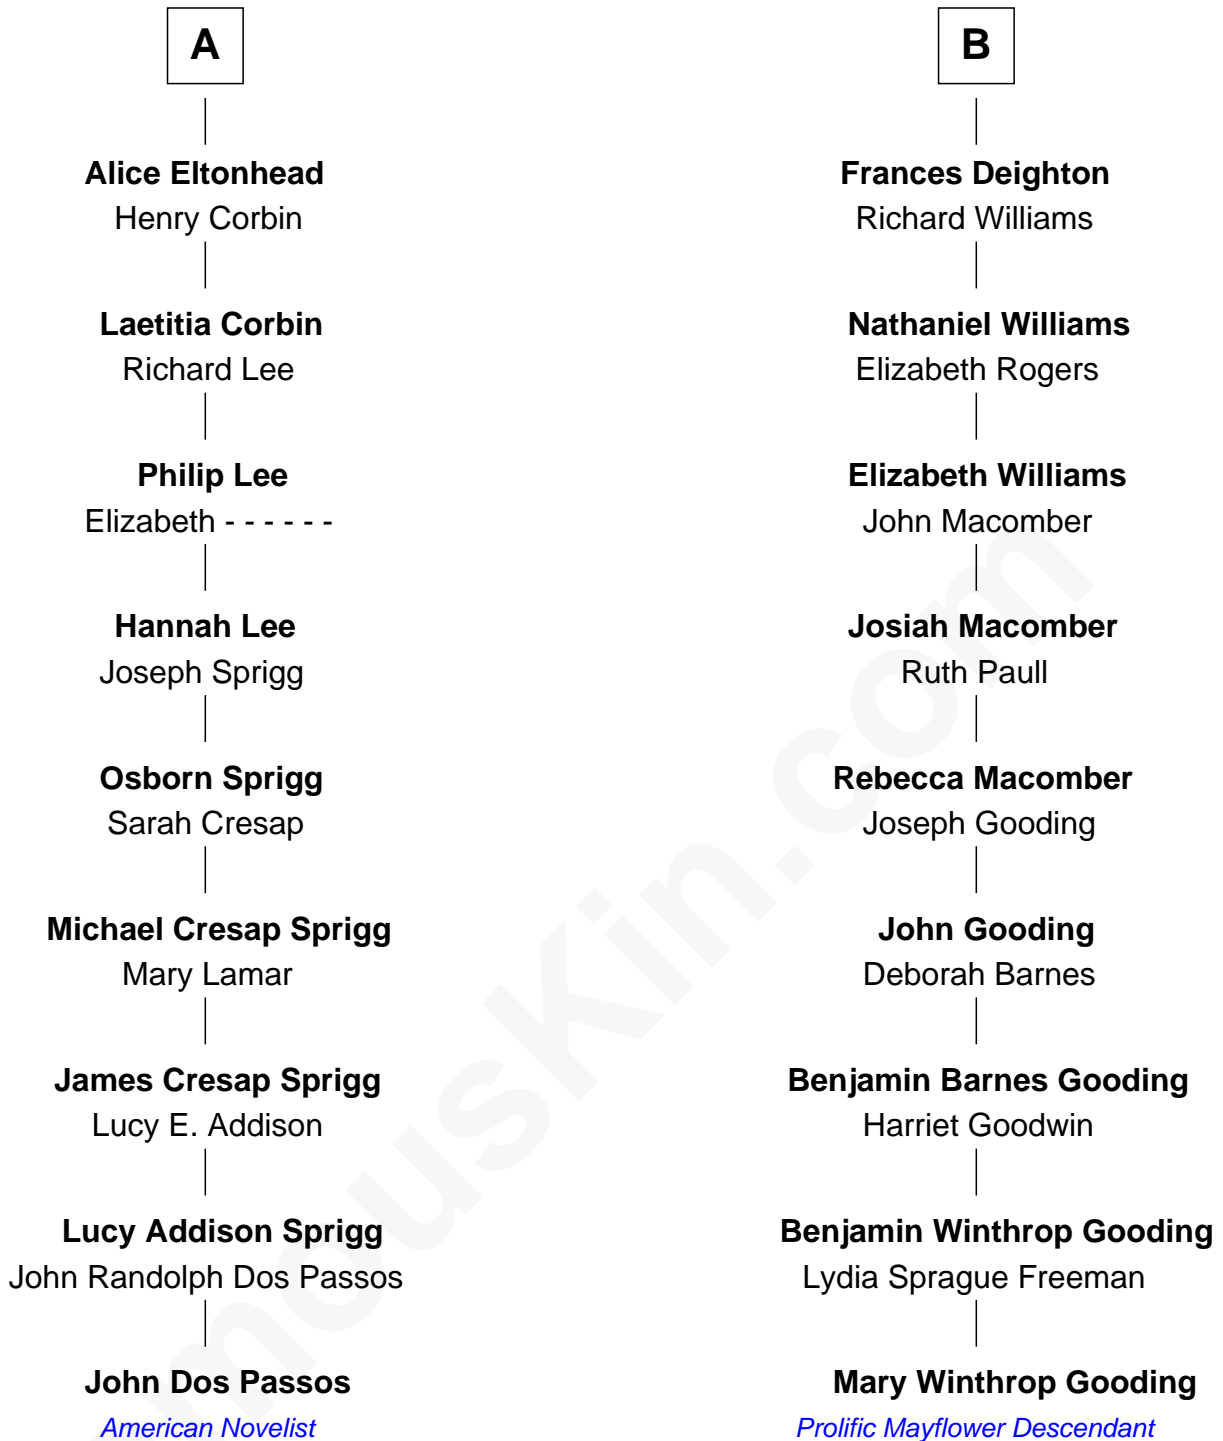 A
Alice Eltonhead
Henry Corbin
Laetitia Corbin
Richard Lee
Philip Lee
Elizabeth - - - - - -
Hannah Lee
Joseph Sprigg
Osborn Sprigg
Sarah Cresap
Michael Cresap Sprigg
Mary Lamar
James Cresap Sprigg
Lucy E. Addison
Lucy Addison Sprigg
John Randolph Dos Passos
John Dos Passos
American Novelist
B
Frances Deighton
Richard Williams
Nathaniel Williams
Elizabeth Rogers
Elizabeth Williams
John Macomber
Josiah Macomber
Ruth Paull
Rebecca Macomber
Joseph Gooding
John Gooding
Deborah Barnes
Benjamin Barnes Gooding
Harriet Goodwin
Benjamin Winthrop Gooding
Lydia Sprague Freeman
Mary Winthrop Gooding
Prolific Mayflower Descendant
mousKin.com